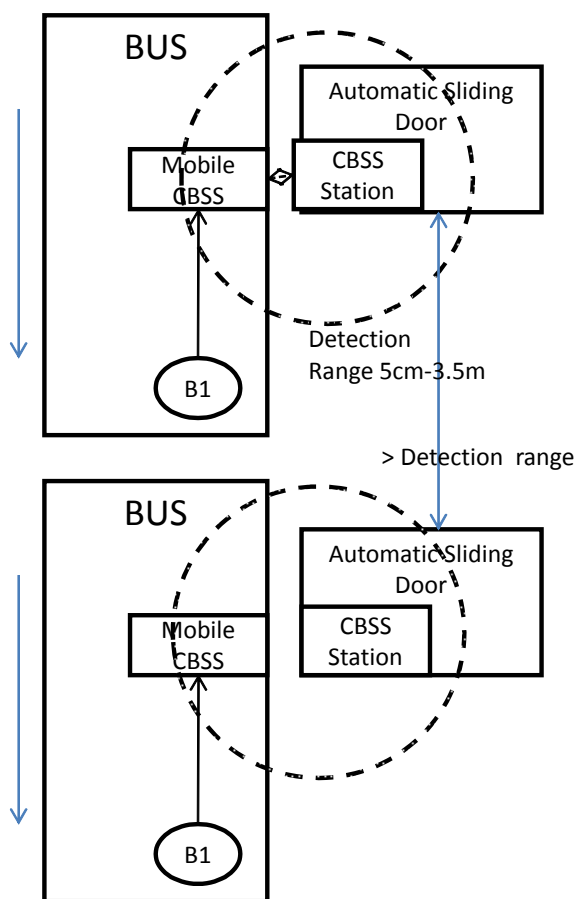 BUS
Automatic Sliding
Door
Mobile
CBSS
CBSS
Station
Detection
Range 5cm-3.5m
B1
> Detection range
BUS
Automatic Sliding
Door
Mobile
CBSS
CBSS
Station
B1